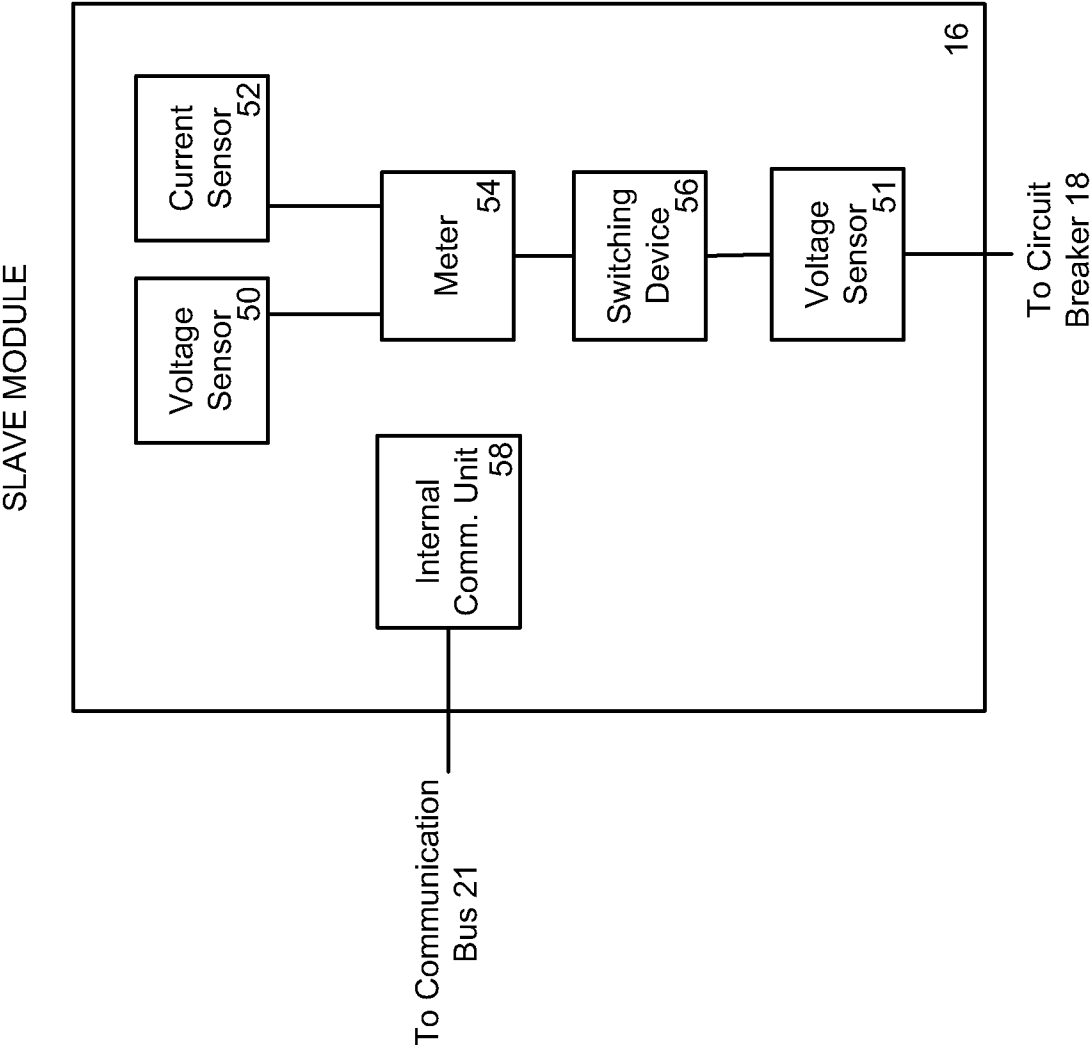 SLAVE MODULE
Voltage
Sensor
50
Current
Sensor
52
Internal
Comm. Unit
58
Meter
54
Switching
Device
56
Voltage
Sensor
51
16
To Communication
Bus 21
To Circuit
Breaker 18